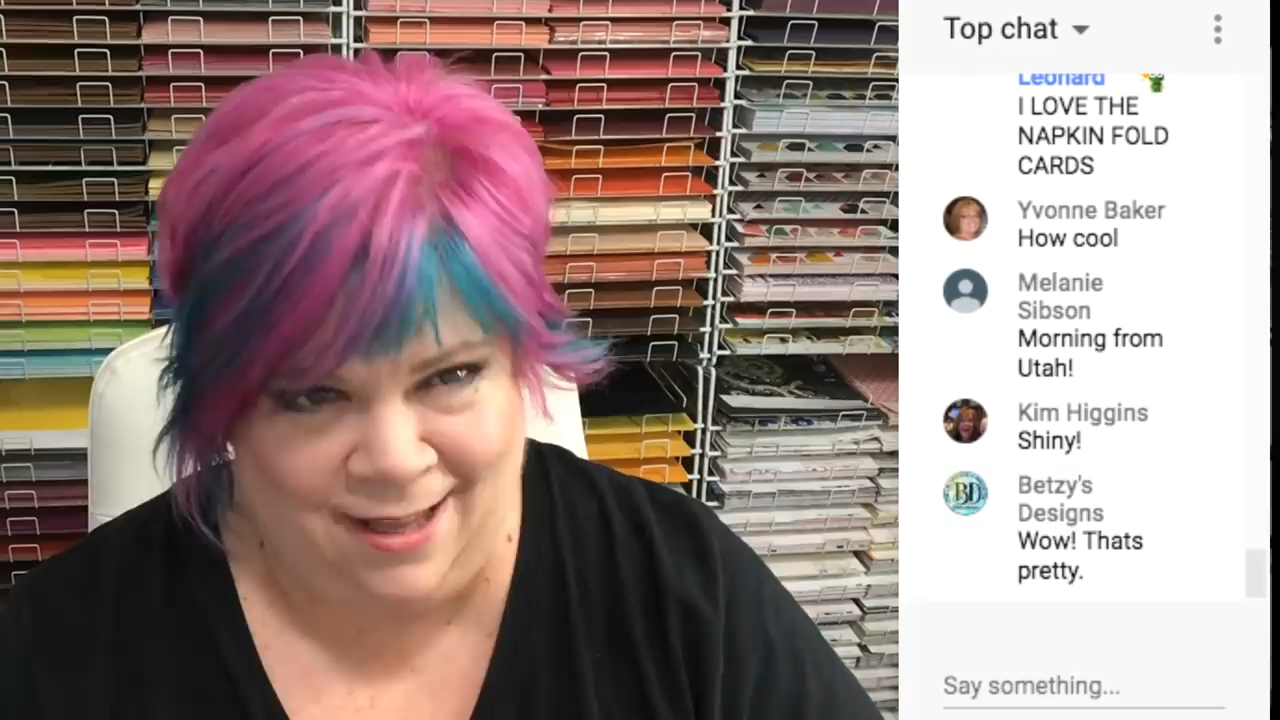 Top chat
Leonard
I LOVE THE
NAPKIN FOLD
CARDS
Yvonne Baker
How cool
Melanie
Sibson
Morning from
Utah!
Kim Higgins
Shiny!
BD
Betzy's
Designs
Wow! Thats
pretty.
Say something...